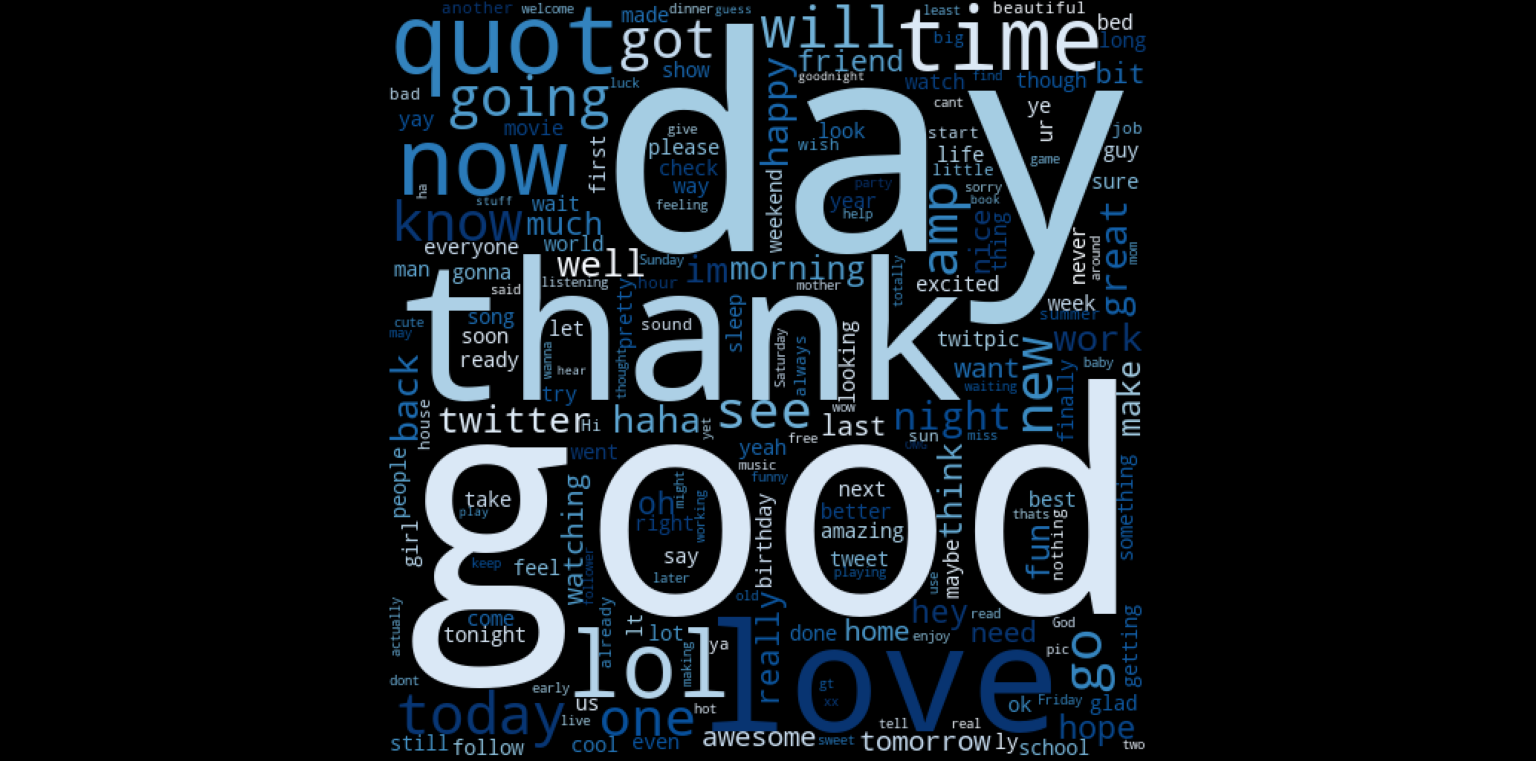 another welcome made dinner guess
quot got will time least beautiful
big bed long
show friend
goodnight watch find though bit
luck
bad going happy cant ye
yay movie give look start ur job
now first please wish life game guy
check little
ha way party sure
stuff feeling weekend year help amp sorry book
know wait much day nice thing never around great mom
everyone world
man gonna well Sunday im morning totally excited
said listening hour mother week
cute song pretty sleep summer
may soon let sound Saturday looking twitpic work
ready wanna hear thought always want new baby
thank try waiting finally make
back house twitter Hi haha see wow last night
yet free sun miss OMG
went yeah
people music think
take might funny next best something
play watching oh better thats
girl right working birthday amazing fun nothing
say tweet
keep feel follower later playing maybe
good use
actually come already old hey read
tonight lt lot really done home enjoy need God go getting
lol making ya pic
dont early gt
us hot love xx ok Friday glad
today live one tell real hope
still follow cool even awesome sweet tomorrow ly school two